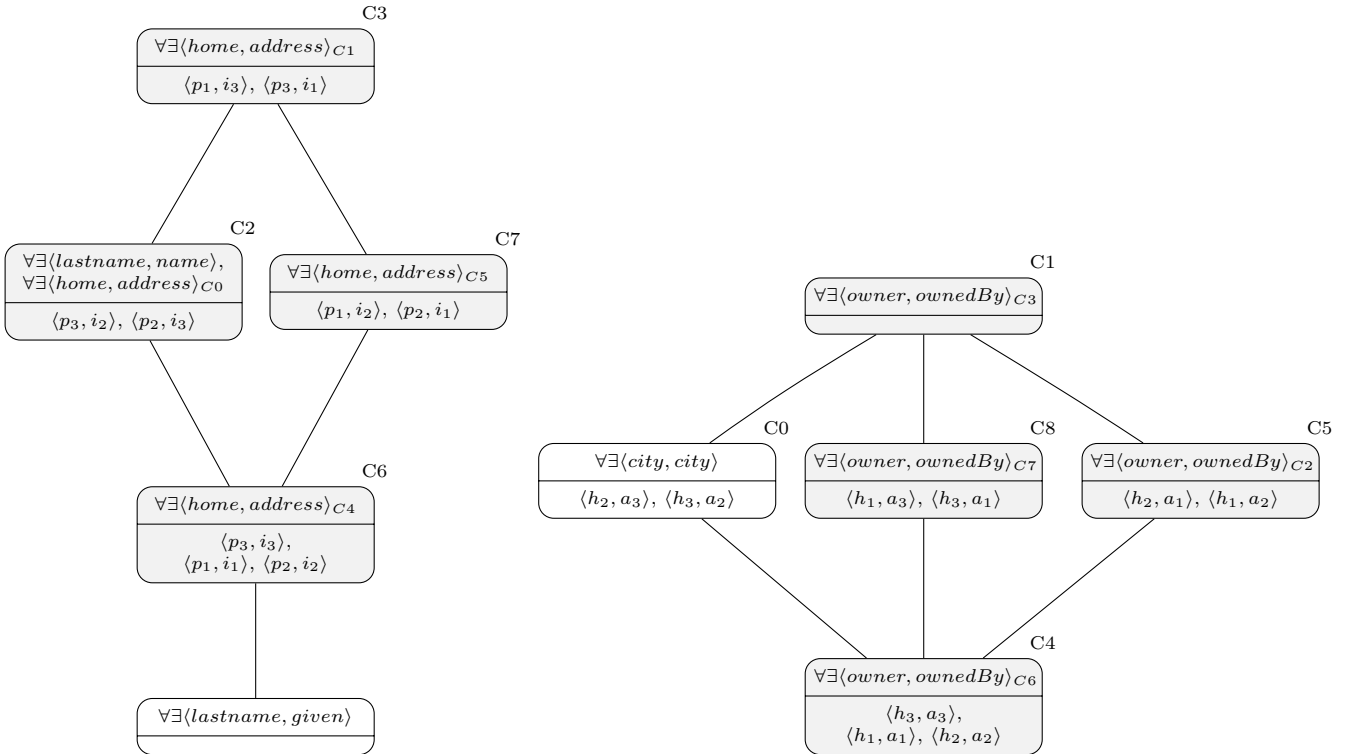 C3
∀∃⟨home, address⟩C1
⟨p1, i3⟩, ⟨p3, i1⟩
C2
∀∃⟨lastname, name⟩,
∀∃⟨home, address⟩C0
⟨p3, i2⟩, ⟨p2, i3⟩
C7
∀∃⟨home, address⟩C5
⟨p1, i2⟩, ⟨p2, i1⟩
C6
∀∃⟨home, address⟩C4
⟨p3, i3⟩,
⟨p1, i1⟩, ⟨p2, i2⟩
∀∃⟨lastname, given⟩
C1
∀∃⟨owner, ownedBy⟩C3
C0
∀∃⟨city, city⟩
⟨h2, a3⟩, ⟨h3, a2⟩
C8
∀∃⟨owner, ownedBy⟩C7
⟨h1, a3⟩, ⟨h3, a1⟩
C5
∀∃⟨owner, ownedBy⟩C2
⟨h2, a1⟩, ⟨h1, a2⟩
C4
∀∃⟨owner, ownedBy⟩C6
⟨h3, a3⟩,
⟨h1, a1⟩, ⟨h2, a2⟩